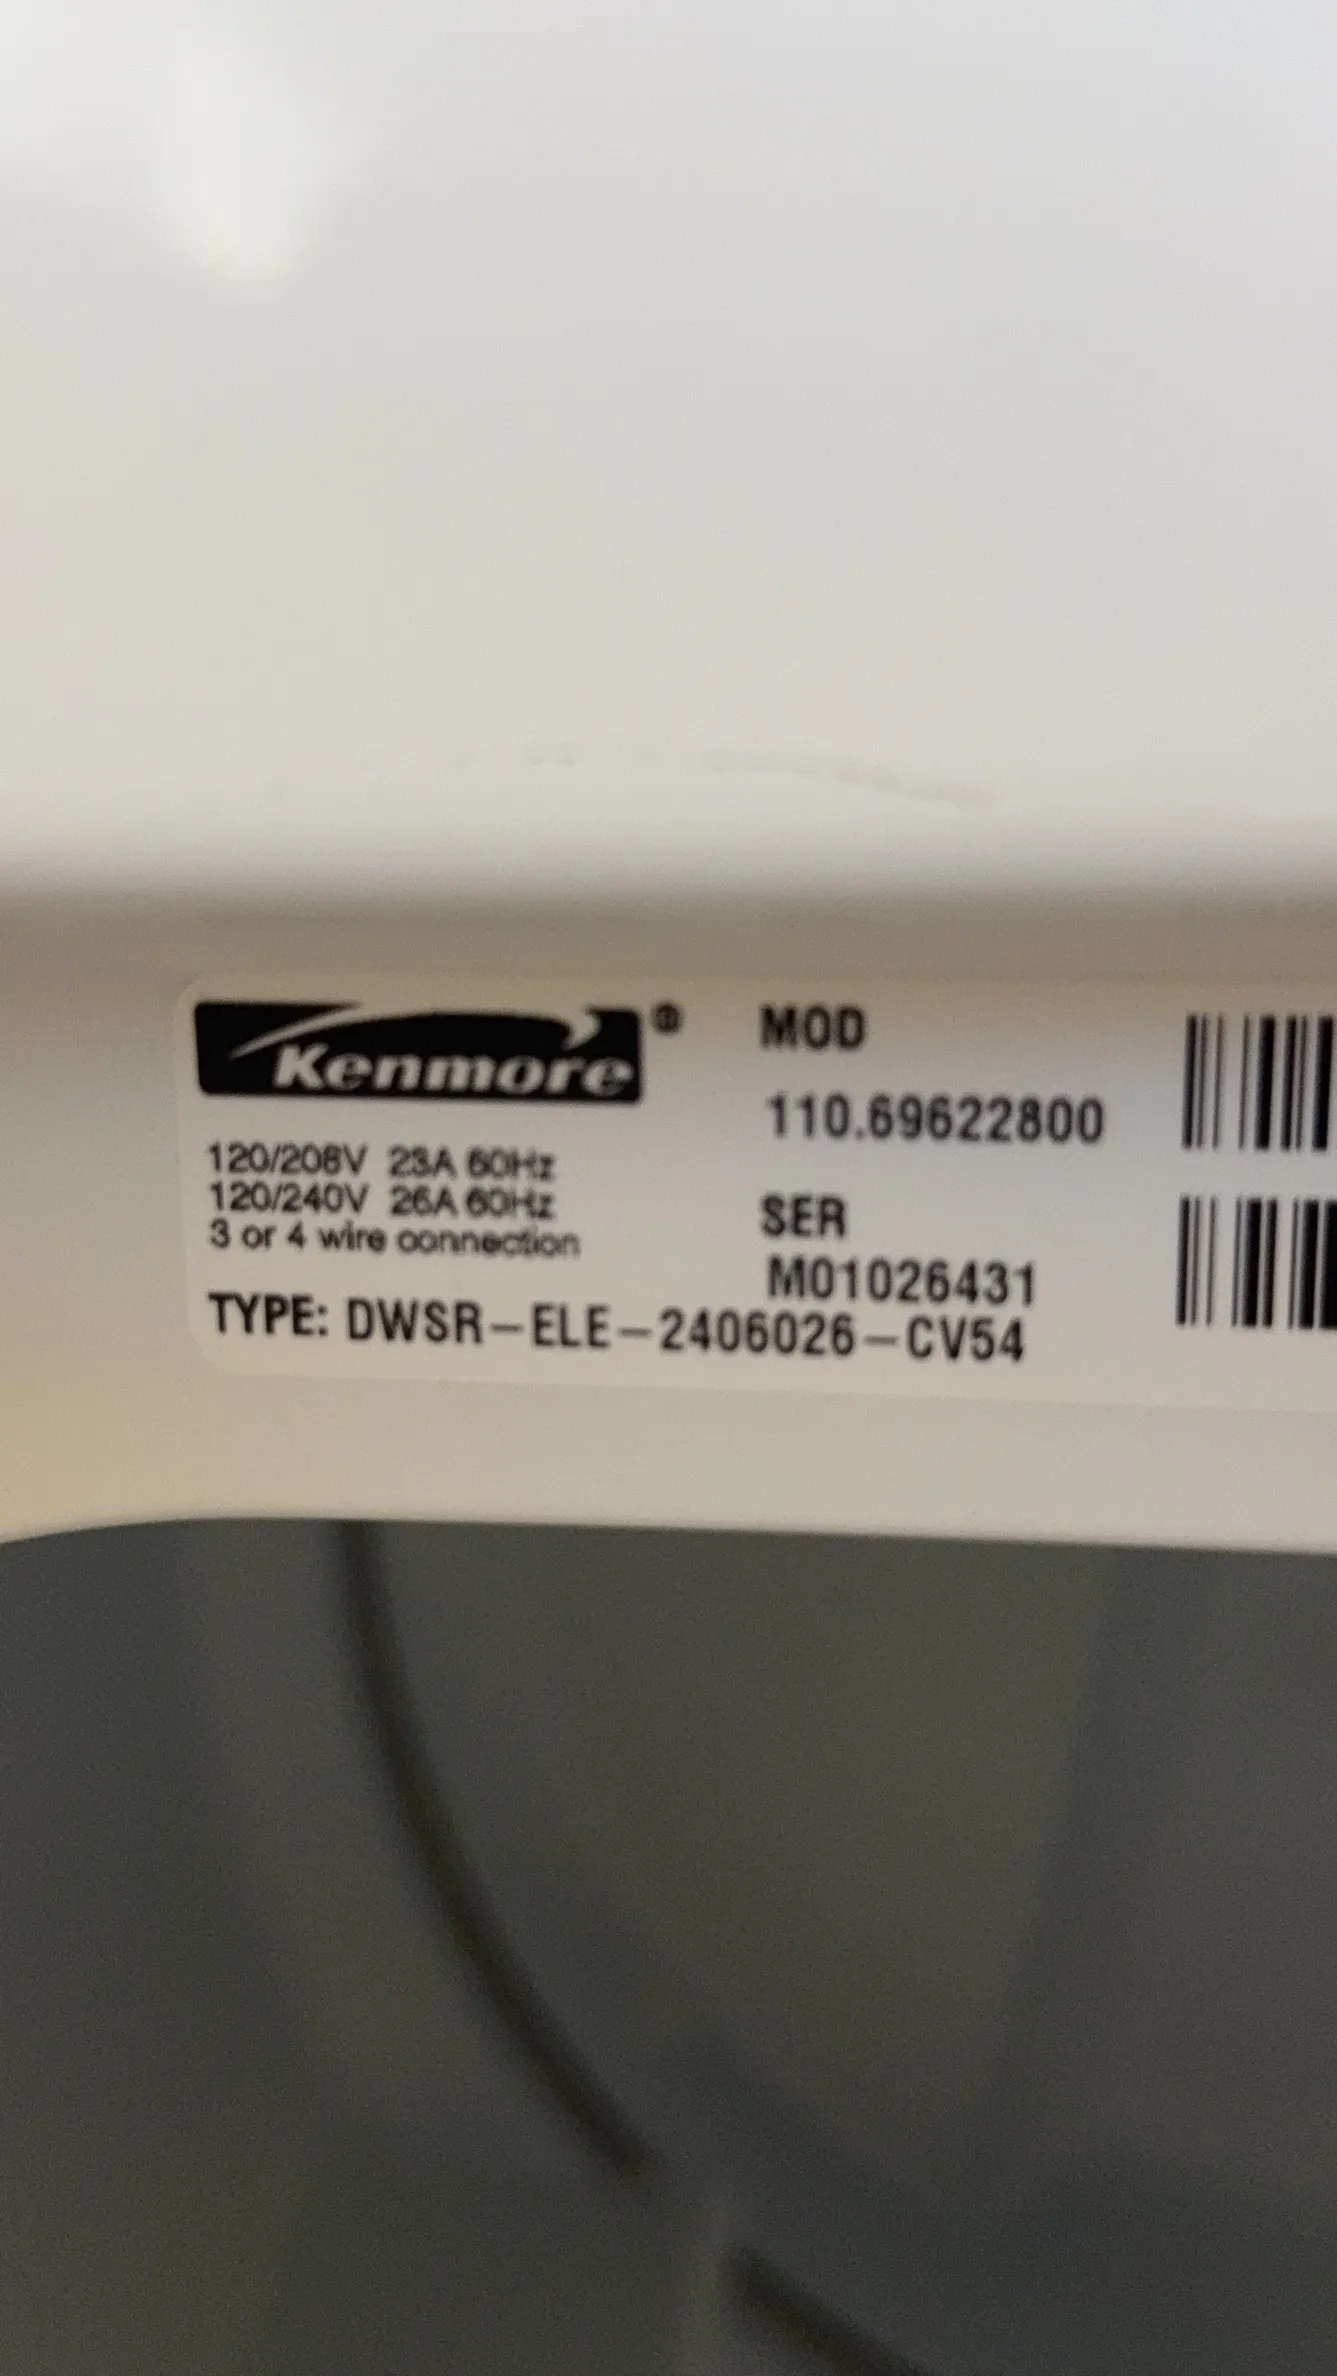 Kenmore®
120/208V 23A 60Hz
120/240V 26A 60Hz
3 or 4 wire connection
MOD
110.69622800
SER
M01026431
TYPE: DWSR-ELE-2406026-CV54